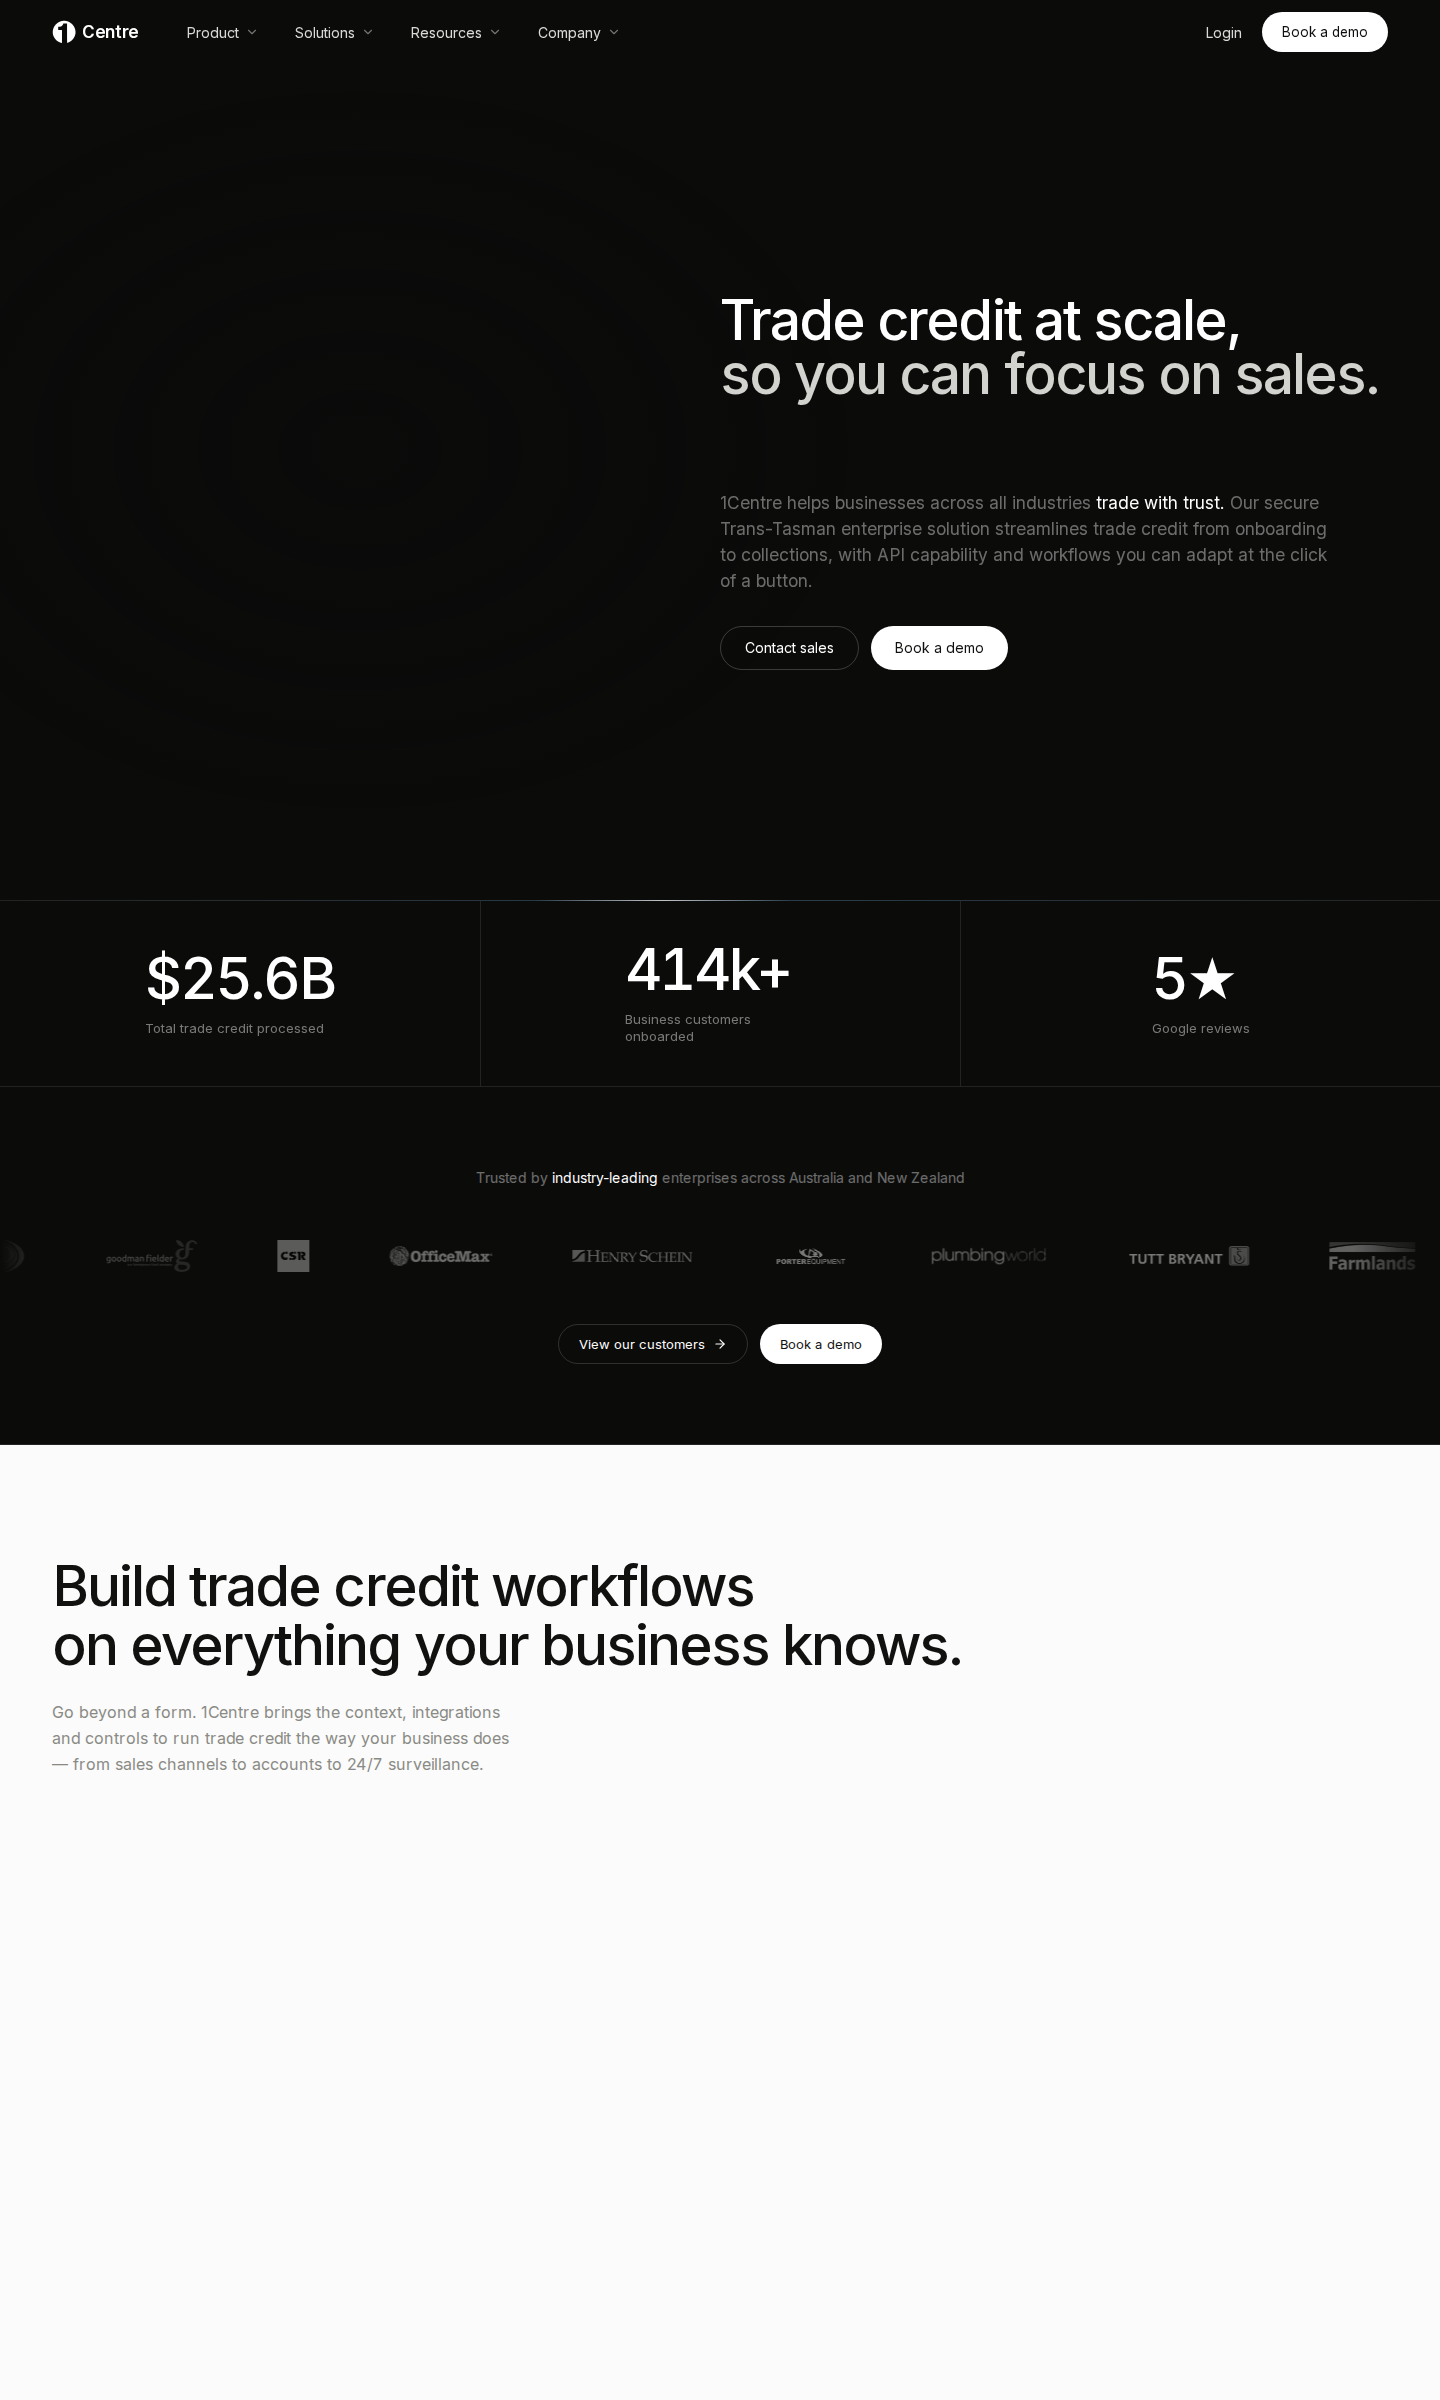 1 Centre
Product
Solutions
Resources
Company
Login
Book a demo
Trade credit at scale,
so you can focus on sales.
1Centre helps businesses across all industries trade with trust. Our secure
Trans-Tasman enterprise solution streamlines trade credit from onboarding
to collections, with API capability and workflows you can adapt at the click
of a button.
Contact sales
Book a demo
$25.6B
Total trade credit processed
414k+
Business customers
onboarded
5★
Google reviews
Trusted by industry-leading enterprises across Australia and New Zealand
goodman fielder
gf
CSR
OfficeMax
HENRY SCHEIN
PORTEREQUIPMENT
plumbingworld
TUTT BRYANT
Farmlands
View our customers →
Book a demo
Build trade credit workflows
on everything your business knows.
Go beyond a form. 1Centre brings the context, integrations
and controls to run trade credit the way your business does
— from sales channels to accounts to 24/7 surveillance.